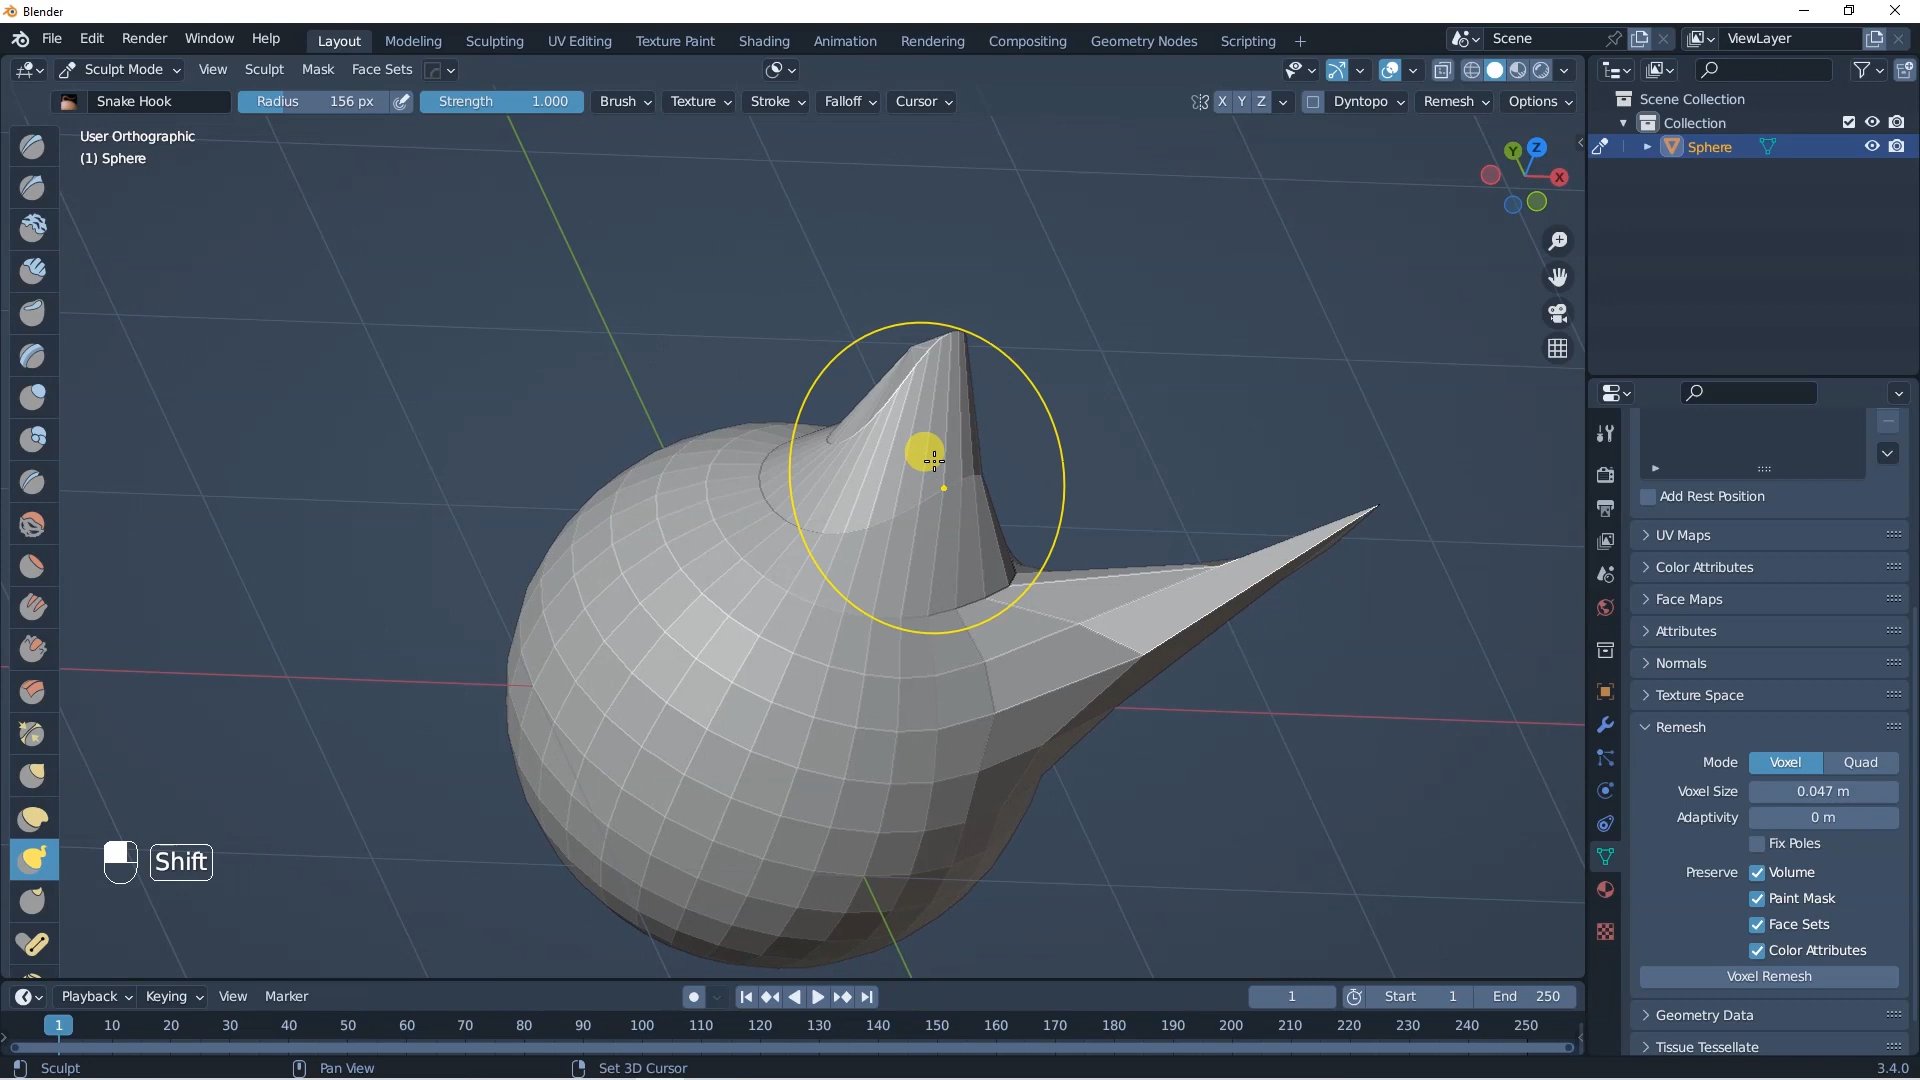 Blender
File Edit Render Window Help Layout Modeling Sculpting UV Editing Texture Paint Shading Animation Rendering Compositing Geometry Nodes Scripting + Scene ViewLayer
Sculpt Mode View Sculpt Mask Face Sets
Snake Hook Radius 156 px Strength 1.000 Brush Texture Stroke Falloff Cursor X Y Z Dyntopo Remesh Options
User Orthographic
(1) Sphere
Z
Y
X
Scene Collection
Collection
Sphere
Add Rest Position
UV Maps
Color Attributes
Face Maps
Attributes
Normals
Texture Space
Remesh
Mode Voxel Quad
Voxel Size 0.047 m
Adaptivity 0 m
Fix Poles
Preserve Volume
Paint Mask
Face Sets
Color Attributes
Voxel Remesh
Geometry Data
Tissue Tessellate
Shift
Playback Keying View Marker 1 Start 1 End 250
1 10 20 30 40 50 60 70 80 90 100 110 120 130 140 150 160 170 180 190 200 210 220 230 240 250
Sculpt Pan View Set 3D Cursor 3.4.0